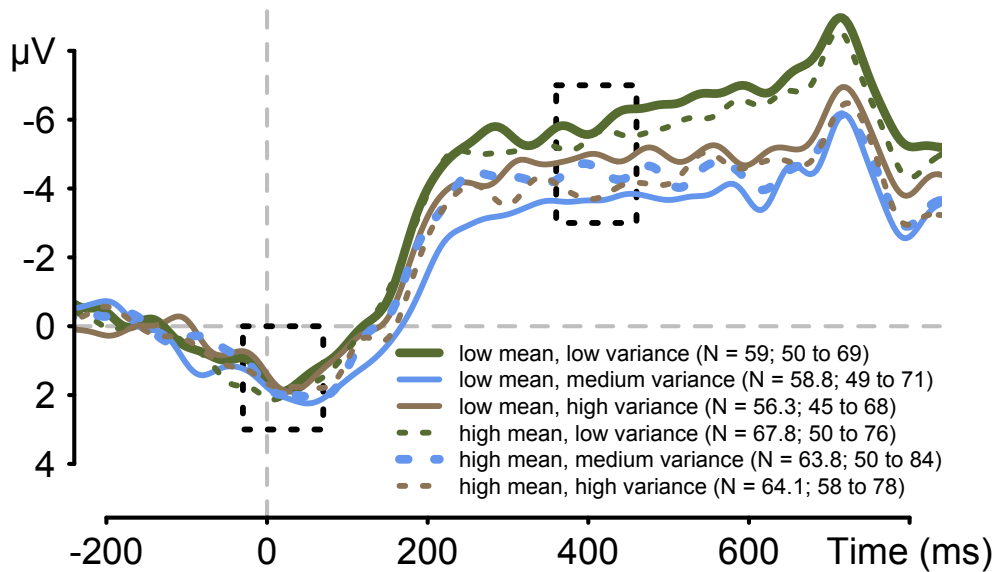 µV
-6
-4
-2
0
2
4
low mean, low variance (N = 59; 50 to 69)
low mean, medium variance (N = 58.8; 49 to 71)
low mean, high variance (N = 56.3; 45 to 68)
high mean, low variance (N = 67.8; 50 to 76)
high mean, medium variance (N = 63.8; 50 to 84)
high mean, high variance (N = 64.1; 58 to 78)
-200 0 200 400 600 Time (ms)